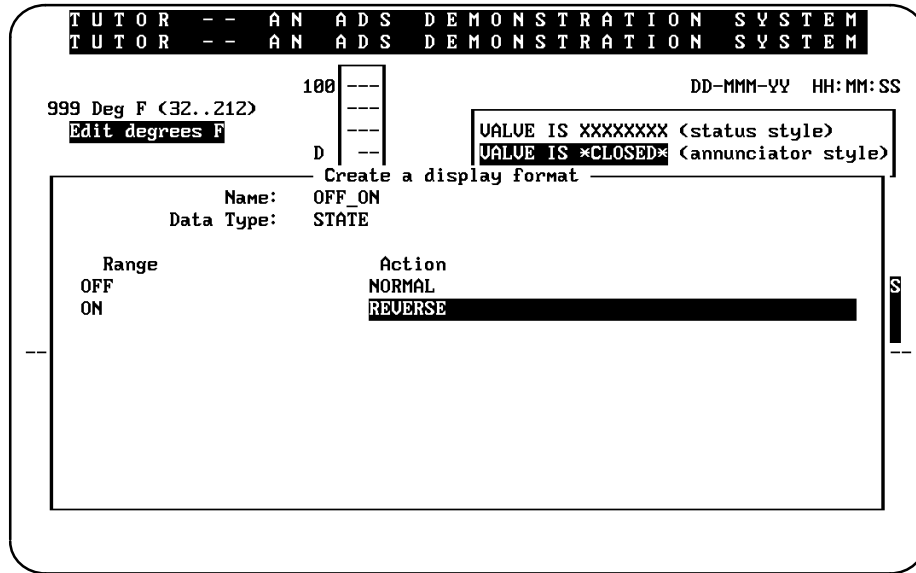 T U T O R -- A N A D S D E M O N S T R A T I O N S Y S T E M
T U T O R -- A N A D S D E M O N S T R A T I O N S Y S T E M
100 --- DD-MMM-YY HH:MM:SS
999 Deg F (32..212) ---
Edit degrees F --- VALUE IS XXXXXXXX (status style)
D -- VALUE IS *CLOSED* (annunciator style)
Create a display format
Name: OFF_ON
Data Type: STATE
Range Action
OFF NORMAL S
ON REVERSE
-- --